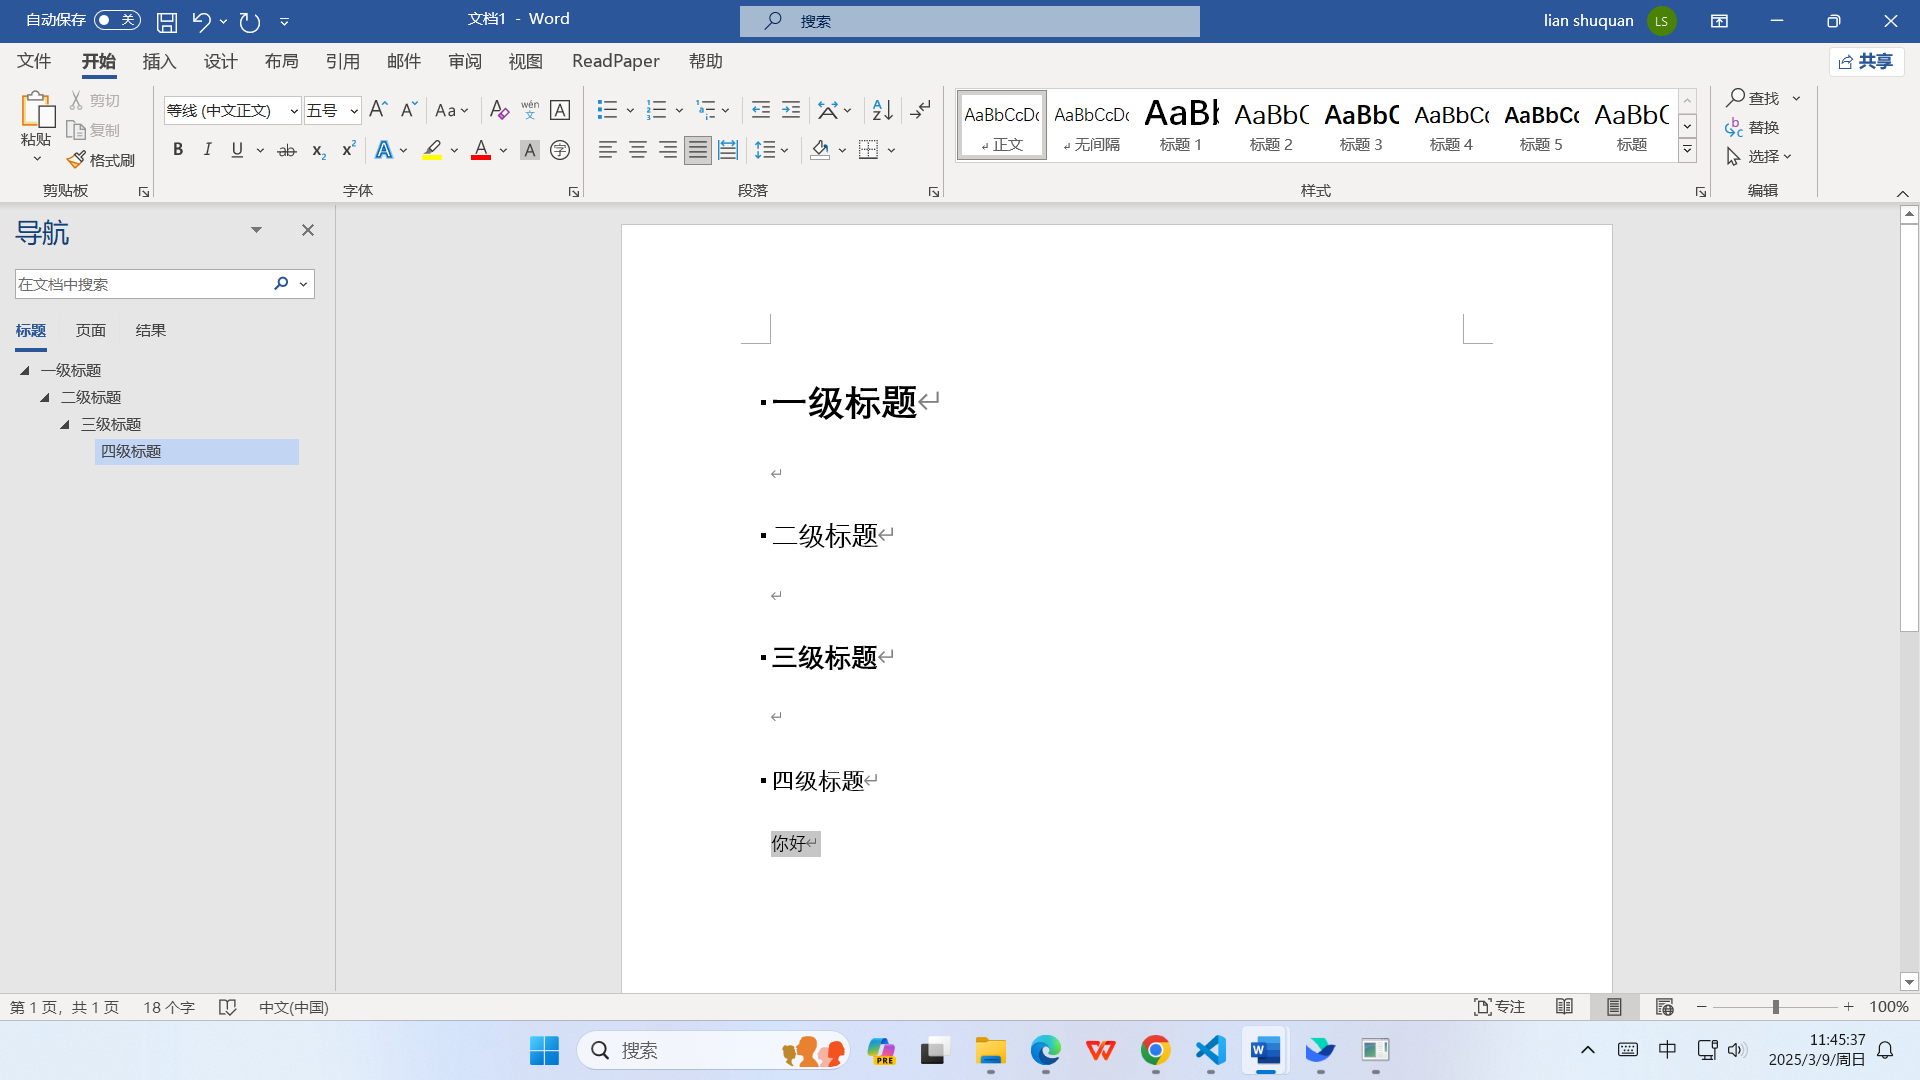 自动保存 关
文档1 - Word
搜索
lian shuquan LS
文件 开始 插入 设计 布局 引用 邮件 审阅 视图 ReadPaper 帮助
共享
粘贴
剪切
复制
格式刷
剪贴板
等线 (中文正文) 五号
字体
段落
AaBbCcDc AaBbCcDc AaBb AaBbC AaBbC AaBbCc AaBbCc AaBbC
正文 无间隔 标题 1 标题 2 标题 3 标题 4 标题 5 标题
样式
查找
替换
选择
编辑
导航
在文档中搜索
标题 页面 结果
一级标题
二级标题
三级标题
四级标题
一级标题
二级标题
三级标题
四级标题
你好
第 1 页，共 1 页 18 个字 中文(中国)
专注 100%
搜索
中
11:45:37
2025/3/9/周日